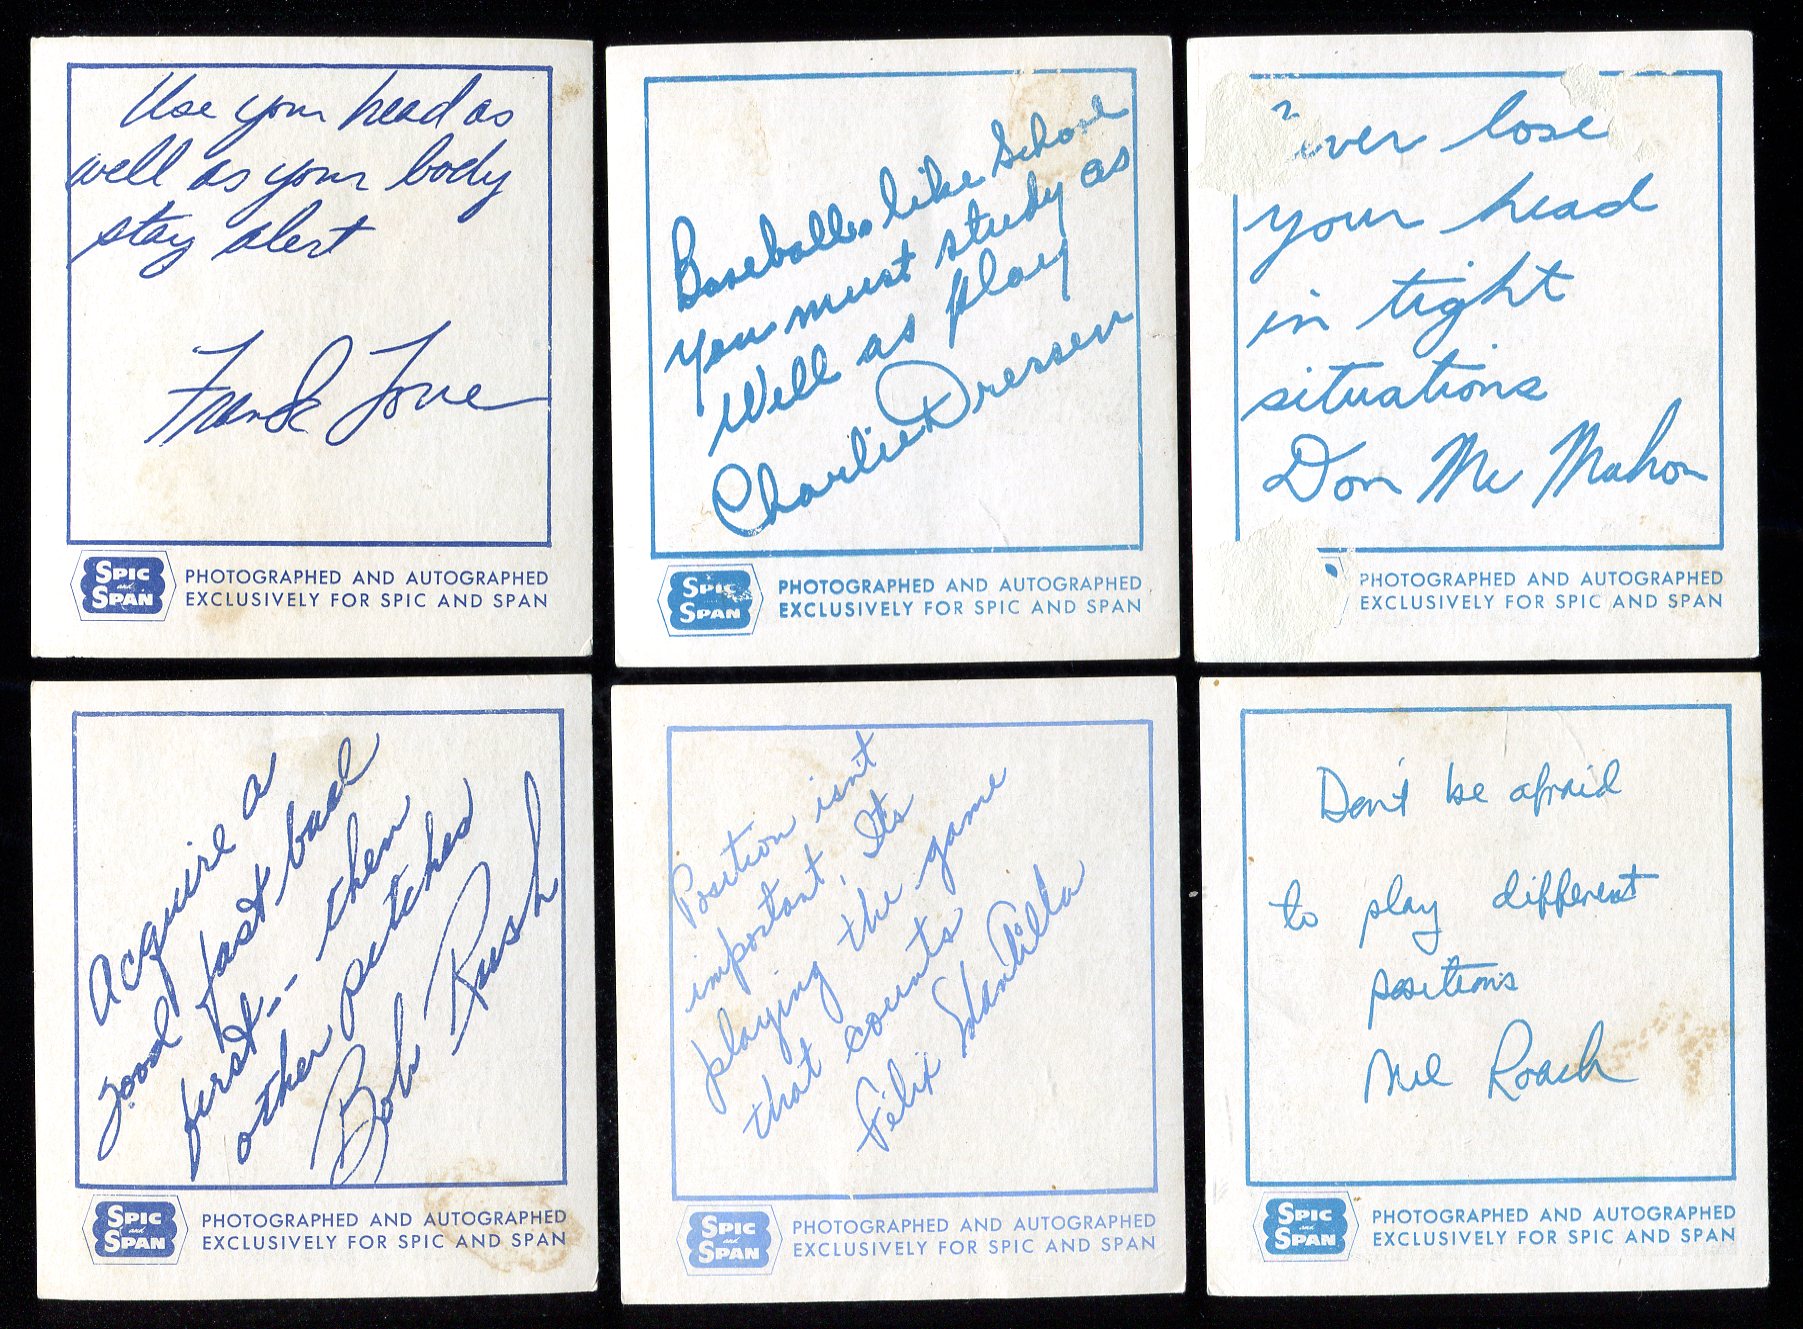 Use your head as
well as your body
stay alert
Frank Torre
SPIC
and
SPAN
PHOTOGRAPHED AND AUTOGRAPHED
EXCLUSIVELY FOR SPIC AND SPAN
Baseball is like School
You must study as
Well as play
Charlie Dressen
SPIC
and
SPAN
PHOTOGRAPHED AND AUTOGRAPHED
EXCLUSIVELY FOR SPIC AND SPAN
ver lose
your head
in tight
situations
Don Mc Mahon
PHOTOGRAPHED AND AUTOGRAPHED
EXCLUSIVELY FOR SPIC AND SPAN
Acquire a
good fast ball
first-- then
other pitches
Bob Rush
SPIC
and
SPAN
PHOTOGRAPHED AND AUTOGRAPHED
EXCLUSIVELY FOR SPIC AND SPAN
Position isn't
important, Its
playing the game
that counts
Felix Mantilla
SPIC
and
SPAN
PHOTOGRAPHED AND AUTOGRAPHED
EXCLUSIVELY FOR SPIC AND SPAN
Don't be afraid
to play different
positions
Mel Roach
SPIC
and
SPAN
PHOTOGRAPHED AND AUTOGRAPHED
EXCLUSIVELY FOR SPIC AND SPAN